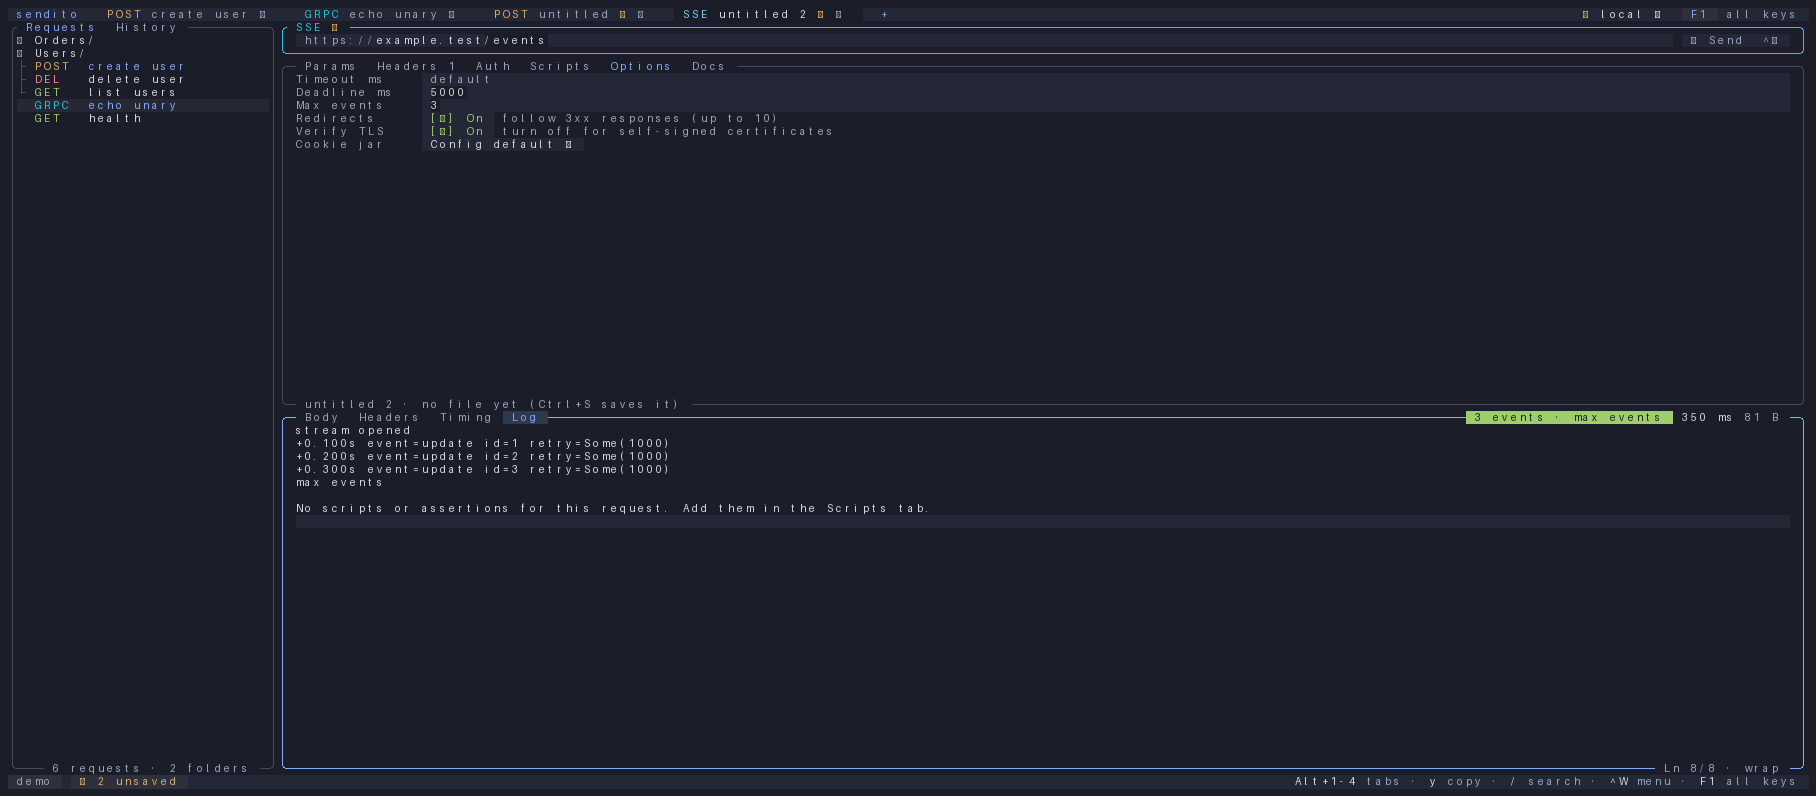 sendito POST create user GRPC echo unary POST untitled SSE untitled 2 + local F1 all keys
Requests History
Orders/
Users/
POST create user
DEL delete user
GET list users
GRPC echo unary
GET health
6 requests · 2 folders
SSE
https://example.test/events Send ^
Params Headers 1 Auth Scripts Options Docs
Timeout ms default
Deadline ms 5000
Max events 3
Redirects [ ] On follow 3xx responses (up to 10)
Verify TLS [ ] On turn off for self-signed certificates
Cookie jar Config default
untitled 2 · no file yet (Ctrl+S saves it)
Body Headers Timing Log 3 events · max events 350 ms 81 B
stream opened
+0.100s event=update id=1 retry=Some(1000)
+0.200s event=update id=2 retry=Some(1000)
+0.300s event=update id=3 retry=Some(1000)
max events
No scripts or assertions for this request. Add them in the Scripts tab.
Ln 8/8 · wrap
demo 2 unsaved Alt+1-4 tabs · y copy · / search · ^W menu · F1 all keys